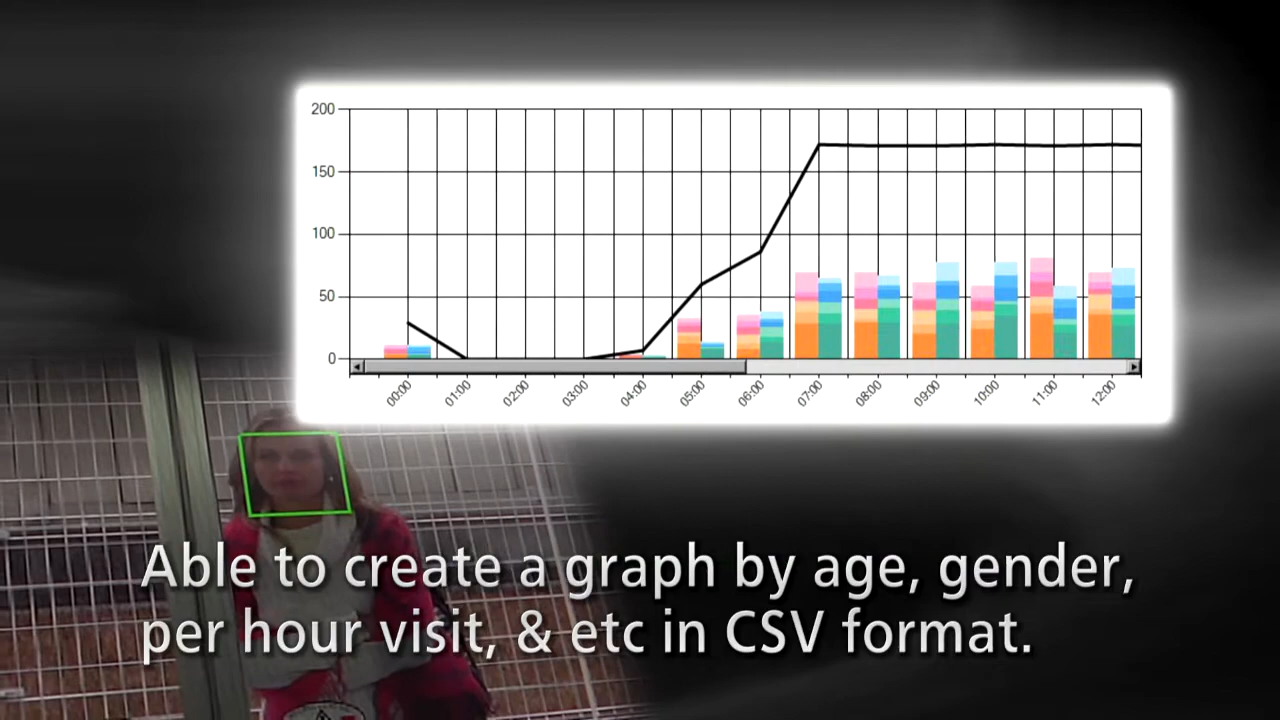 200
150
100
50
0
00:00 01:00 02:00 03:00 04:00 05:00 06:00 07:00 08:00 09:00 10:00 11:00 12:00
Able to create a graph by age, gender,
per hour visit, & etc in CSV format.